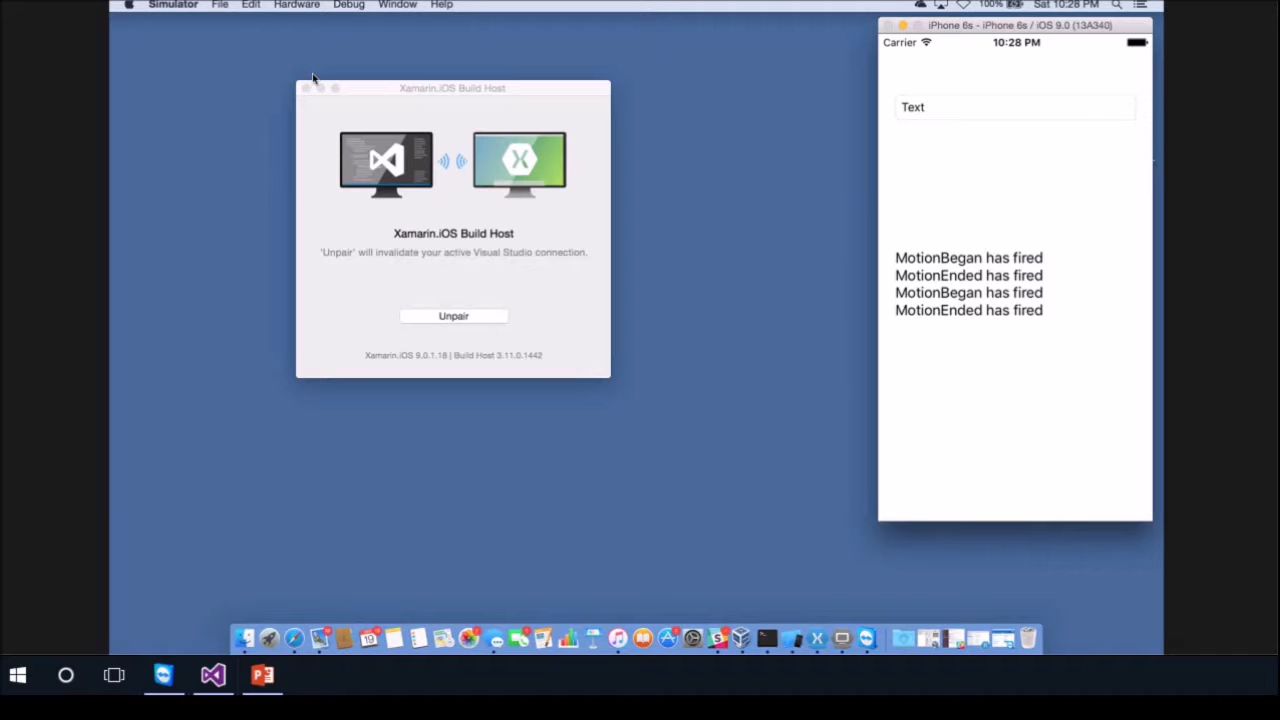 Simulator File Edit Hardware Debug Window Help
100% Sat 10:28 PM
iPhone 6s - iPhone 6s / iOS 9.0 (13A340)
Carrier 10:28 PM
Text
Xamarin.iOS Build Host
Xamarin.iOS Build Host
'Unpair' will invalidate your active Visual Studio connection.
Unpair
Xamarin.iOS 9.0.1.18 | Build Host 3.11.0.1442
MotionBegan has fired
MotionEnded has fired
MotionBegan has fired
MotionEnded has fired